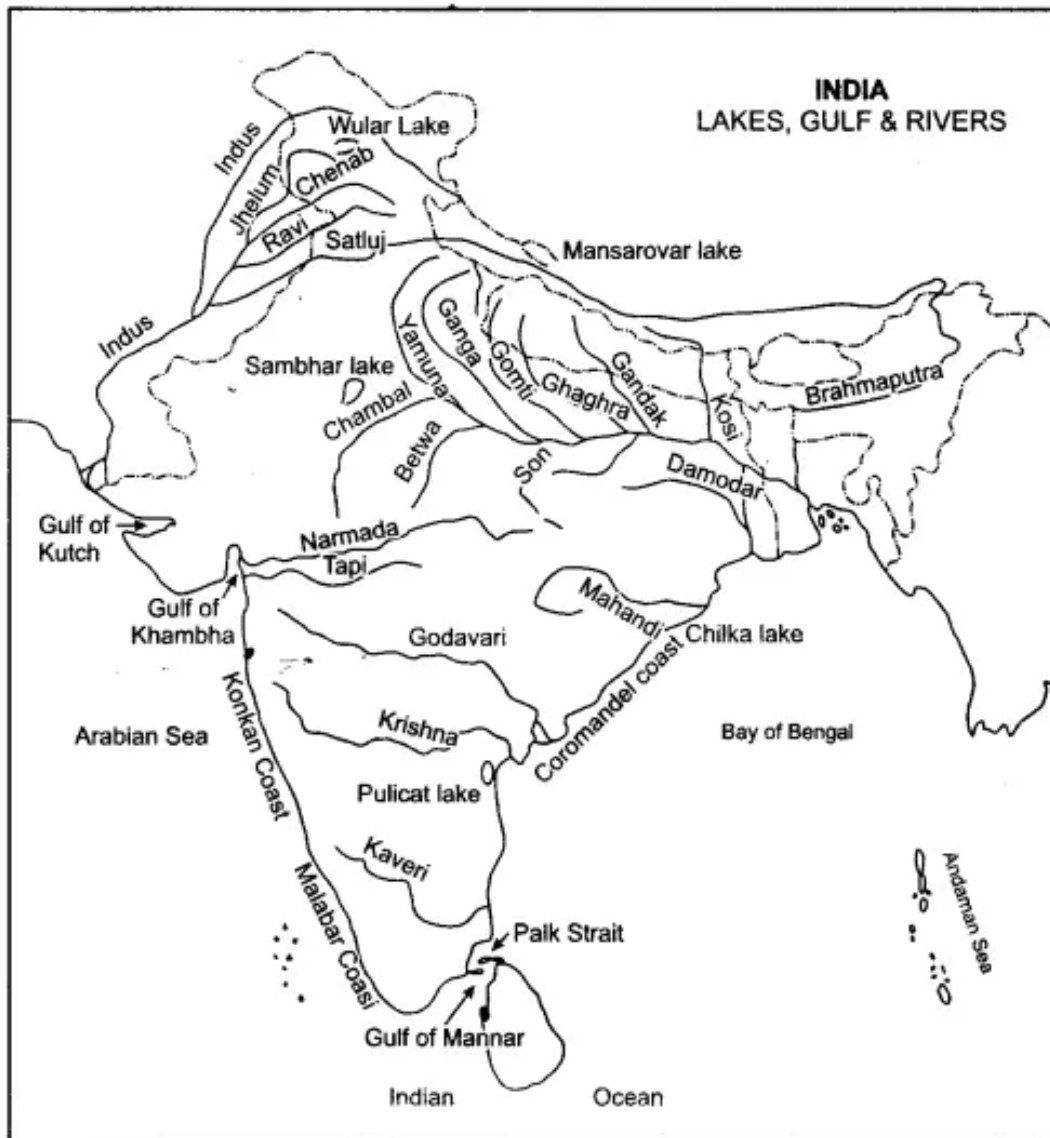 INDIA
LAKES, GULF & RIVERS
Wular Lake
Indus
Jhelum
Chenab
Ravi
Satluj
Mansarovar lake
Indus
Sambhar lake
Yamuna
Ganga
Gomti
Ghaghra
Gandak
Kosi
Brahmaputra
Chambal
Betwa
Son
Damodar
Gulf of
Kutch
Narmada
Tapi
Gulf of
Khambha
Mahandi
Chilka lake
Godavari
Coromandel coast
Konkan Coast
Arabian Sea
Krishna
Bay of Bengal
Pulicat lake
Kaveri
Malabar Coasi
Andaman Sea
Palk Strait
Gulf of Mannar
Indian
Ocean